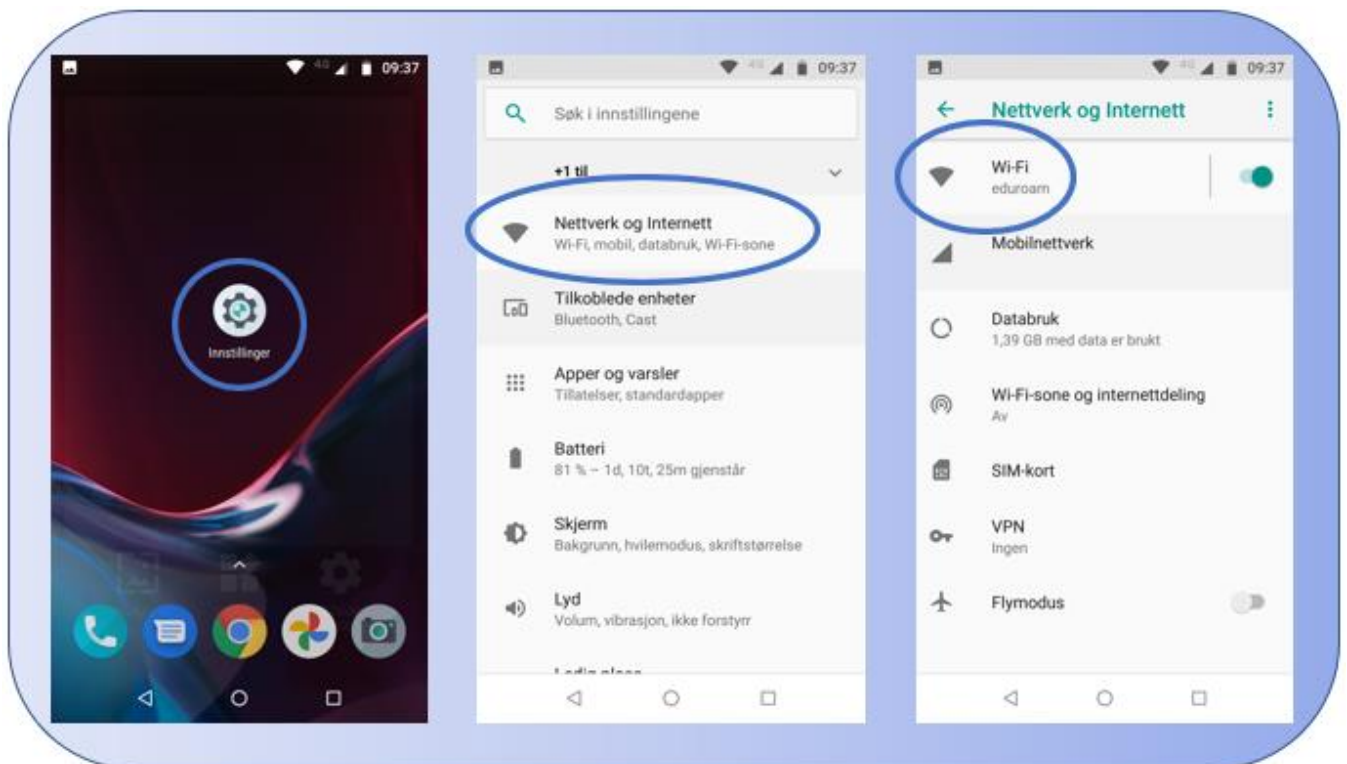 4G 09:37
Innstillinger
4G 09:37
Søk i innstillingene
+1 til
Nettverk og Internett
Wi-Fi, mobil, databruk, Wi-Fi-sone
Tilkoblede enheter
Bluetooth, Cast
Apper og varsler
Tillatelser, standardapper
Batteri
81 % – 1d, 10t, 25m gjenstår
Skjerm
Bakgrunn, hvilemodus, skriftstørrelse
Lyd
Volum, vibrasjon, ikke forstyrr
4G 09:37
Nettverk og Internett
Wi-Fi
eduroam
Mobilnettverk
Databruk
1,39 GB med data er brukt
Wi-Fi-sone og internettdeling
Av
SIM-kort
VPN
Ingen
Flymodus